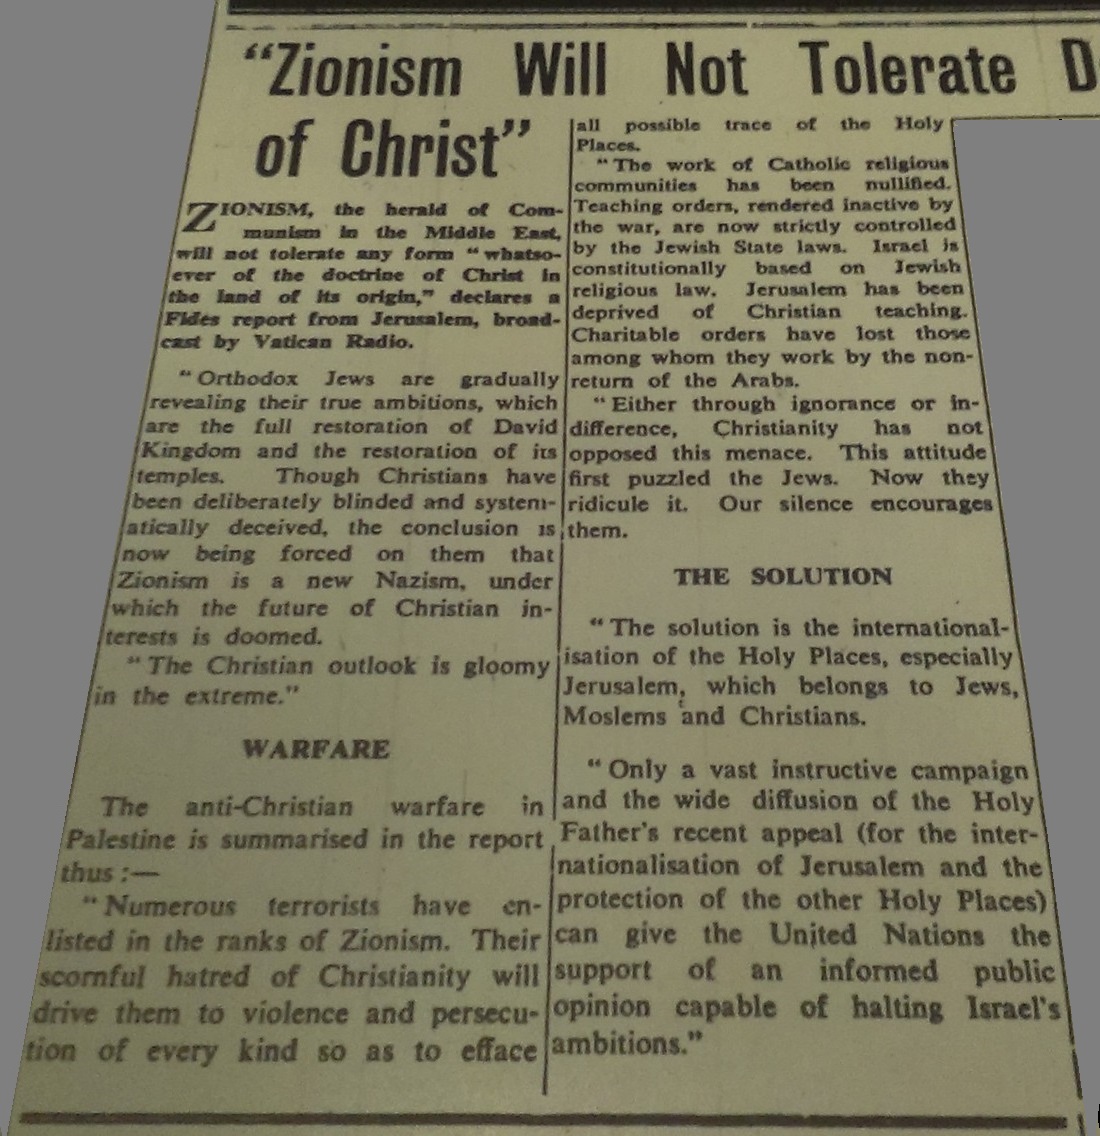 "Zionism Will Not Tolerate D
of Christ"
ZIONISM, the herald of Com-
munism in the Middle East,
will not tolerate any form "whatso-
ever of the doctrine of Christ in
the land of its origin," declares a
Fides report from Jerusalem, broad-
cast by Vatican Radio.
"Orthodox Jews are gradually
revealing their true ambitions, which
are the full restoration of David
Kingdom and the restoration of its
temples. Though Christians have
been deliberately blinded and system-
atically deceived, the conclusion is
now being forced on them that
Zionism is a new Nazism, under
which the future of Christian in-
terests is doomed.
"The Christian outlook is gloomy
in the extreme."
WARFARE
The anti-Christian warfare in
Palestine is summarised in the report
thus :—
"Numerous terrorists have en-
listed in the ranks of Zionism. Their
scornful hatred of Christianity will
drive them to violence and persecu-
tion of every kind so as to efface
all possible trace of the Holy
Places.
"The work of Catholic religious
communities has been nullified.
Teaching orders, rendered inactive by
the war, are now strictly controlled
by the Jewish State laws. Israel is
constitutionally based on Jewish
religious law. Jerusalem has been
deprived of Christian teaching.
Charitable orders have lost those
among whom they work by the non-
return of the Arabs.
"Either through ignorance or in-
difference, Christianity has not
opposed this menace. This attitude
first puzzled the Jews. Now they
ridicule it. Our silence encourages
them.
THE SOLUTION
"The solution is the international-
isation of the Holy Places, especially
Jerusalem, which belongs to Jews,
Moslems and Christians.
"Only a vast instructive campaign
and the wide diffusion of the Holy
Father's recent appeal (for the inter-
nationalisation of Jerusalem and the
protection of the other Holy Places)
can give the United Nations the
support of an informed public
opinion capable of halting Israel's
ambitions."